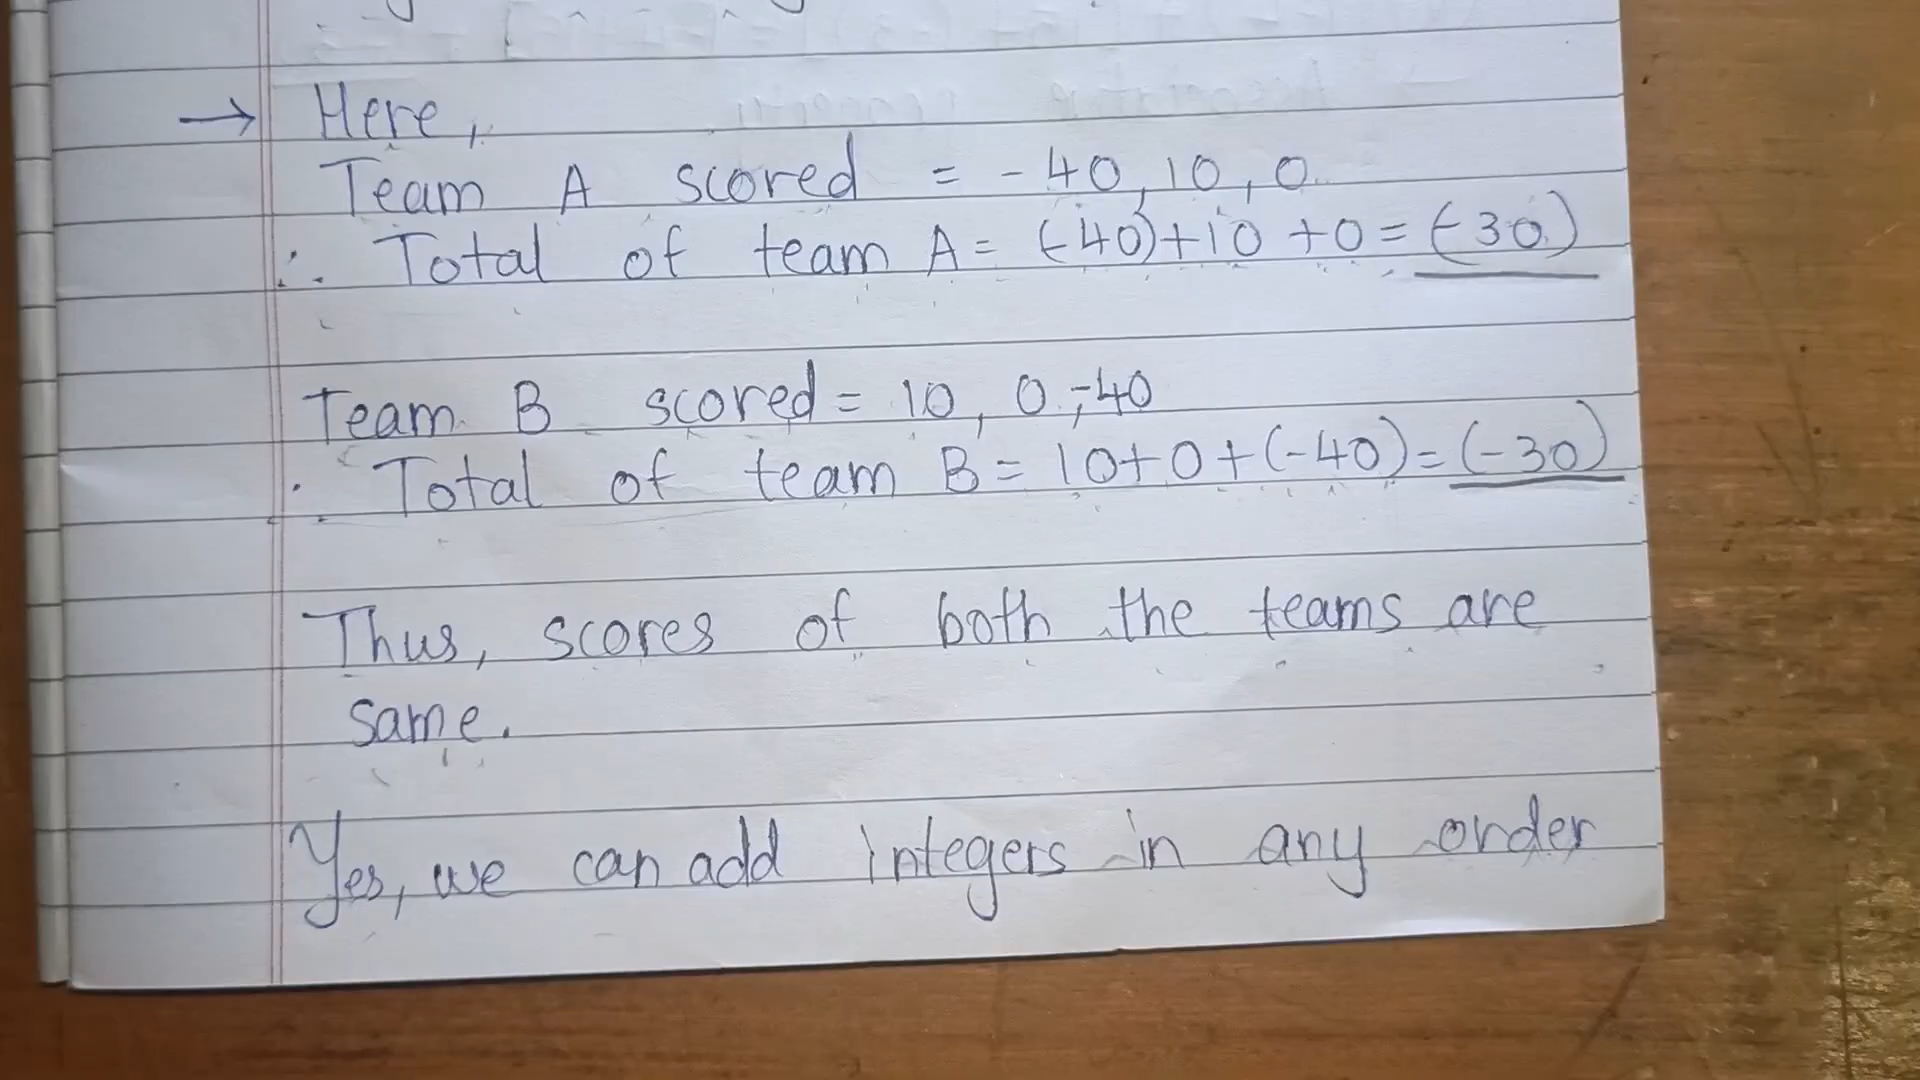 → Here,
Team A scored = - 40, 10, 0
∴ Total of team A = (-40)+10 +0= (-30)
Team B scored = 10, 0,-40
∴ Total of team B = 10+0+(-40)= (-30)
Thus, scores of both the teams are
same.
Yes, we can add integers in any order